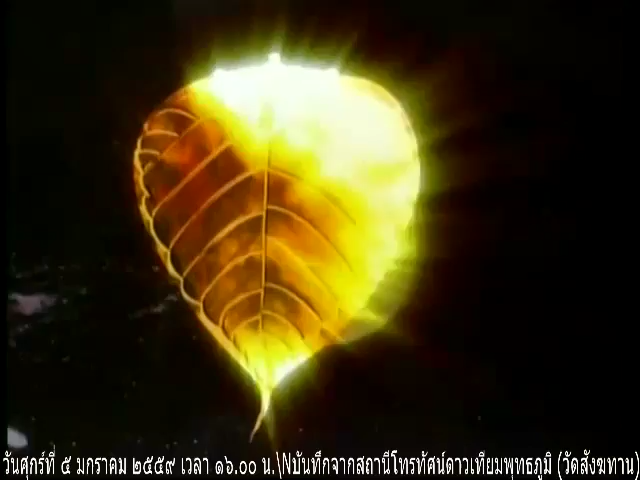 วันศุกร์ที่ ๕ มกราคม ๒๕๕๙ เวลา ๑๖.๐๐ น.\Nบันทึกจากสถานีโทรทัศน์ดาวเทียมพุทธภูมิ (วัดสังฆทาน)